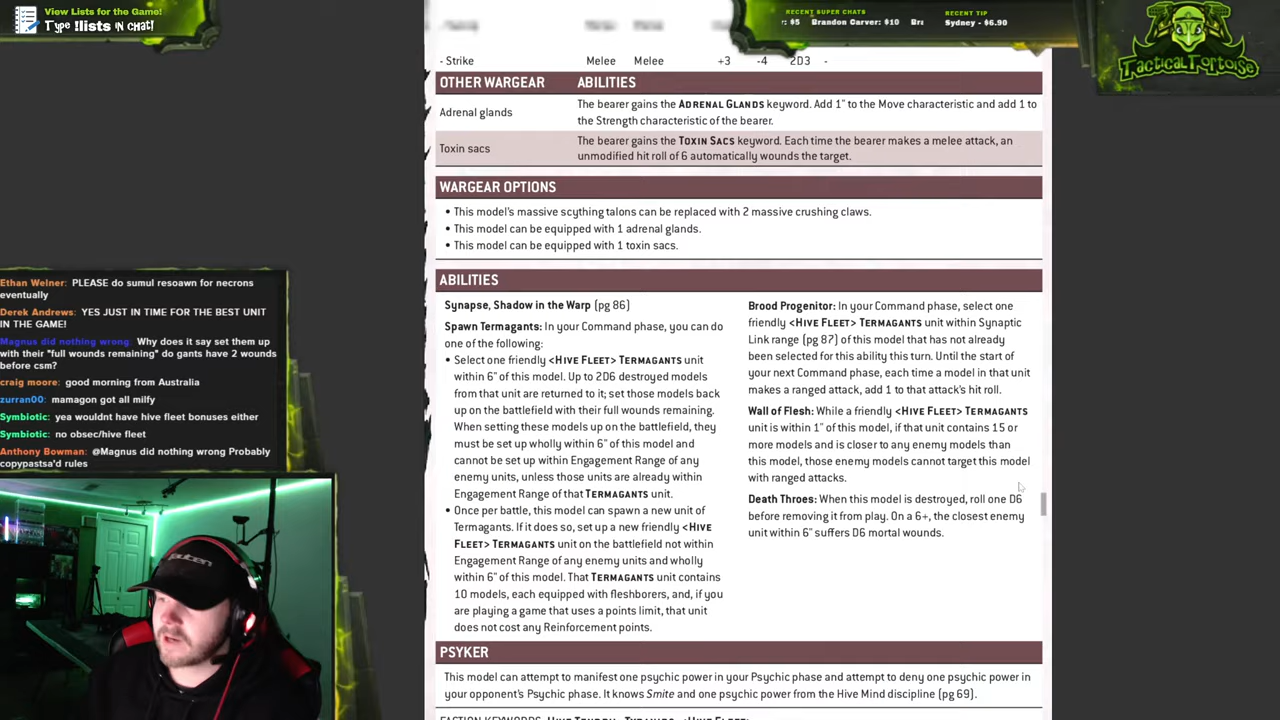 View Lists for the Game!
Type !lists in chat!
RECENT SUPER CHATS
: $5 Brandon Carver: $10 Bra
RECENT TIP
Sydney - $6.90
TacticalTortoise
- Strike Melee Melee +3 -4 2D3 -
OTHER WARGEAR ABILITIES
Adrenal glands
The bearer gains the ADRENAL GLANDS keyword. Add 1" to the Move characteristic and add 1 to
the Strength characteristic of the bearer.
Toxin sacs
The bearer gains the TOXIN SACS keyword. Each time the bearer makes a melee attack, an
unmodified hit roll of 6 automatically wounds the target.
WARGEAR OPTIONS
• This model's massive scything talons can be replaced with 2 massive crushing claws.
• This model can be equipped with 1 adrenal glands.
• This model can be equipped with 1 toxin sacs.
ABILITIES
Synapse, Shadow in the Warp (pg 86)
Spawn Termagants: In your Command phase, you can do
one of the following:
• Select one friendly <HIVE FLEET> TERMAGANTS unit
within 6" of this model. Up to 2D6 destroyed models
from that unit are returned to it; set those models back
up on the battlefield with their full wounds remaining.
When setting these models up on the battlefield, they
must be set up wholly within 6" of this model and
cannot be set up within Engagement Range of any
enemy units, unless those units are already within
Engagement Range of that TERMAGANTS unit.
• Once per battle, this model can spawn a new unit of
Termagants. If it does so, set up a new friendly <HIVE
FLEET> TERMAGANTS unit on the battlefield not within
Engagement Range of any enemy units and wholly
within 6" of this model. That TERMAGANTS unit contains
10 models, each equipped with fleshborers, and, if you
are playing a game that uses a points limit, that unit
does not cost any Reinforcement points.
Brood Progenitor: In your Command phase, select one
friendly <HIVE FLEET> TERMAGANTS unit within Synaptic
Link range (pg 87) of this model that has not already
been selected for this ability this turn. Until the start of
your next Command phase, each time a model in that unit
makes a ranged attack, add 1 to that attack's hit roll.
Wall of Flesh: While a friendly <HIVE FLEET> TERMAGANTS
unit is within 1" of this model, if that unit contains 15 or
more models and is closer to any enemy models than
this model, those enemy models cannot target this model
with ranged attacks.
Death Throes: When this model is destroyed, roll one D6
before removing it from play. On a 6+, the closest enemy
unit within 6" suffers D6 mortal wounds.
PSYKER
This model can attempt to manifest one psychic power in your Psychic phase and attempt to deny one psychic power in
your opponent's Psychic phase. It knows Smite and one psychic power from the Hive Mind discipline (pg 69).
Ethan Weiner: PLEASE do sumul resoawn for necrons
eventually
Derek Andrews: YES JUST IN TIME FOR THE BEST UNIT
IN THE GAME!
Magnus did nothing wrong: Why does it say set them up
with their "full wounds remaining" do gants have 2 wounds
before csm?
craig moore: good morning from Australia
zurran00: mamagon got all milfy
Symbiotic: yea wouldnt have hive fleet bonuses either
Symbiotic: no obsec/hive fleet
Anthony Bowman: @Magnus did nothing wrong Probably
copypastsa'd rules